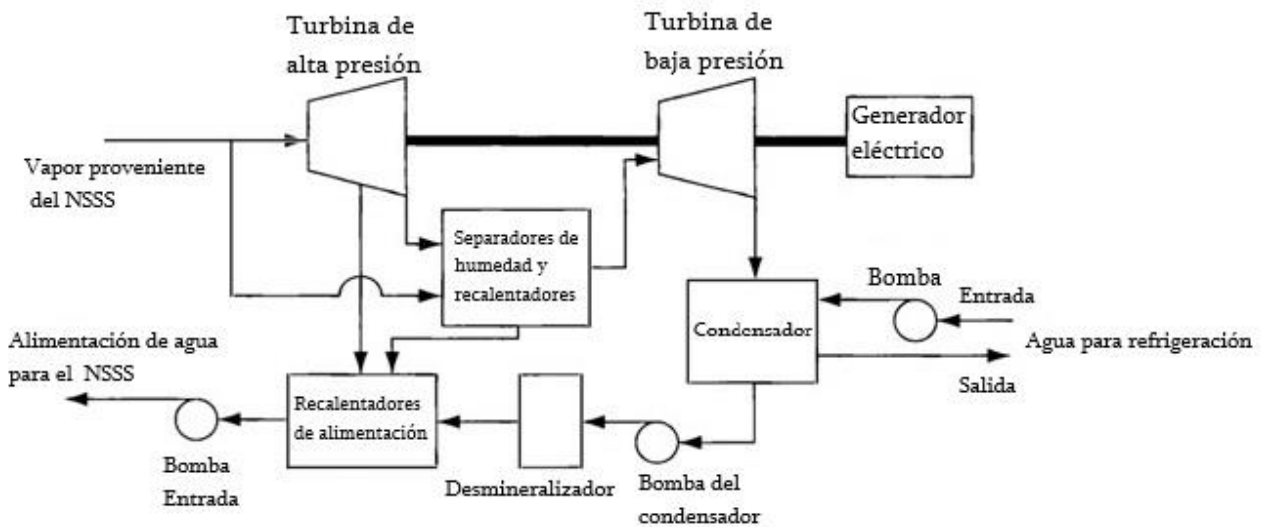 Turbina de
alta presión
Turbina de
baja presión
Generador
eléctrico
Vapor proveniente
del NSSS
Separadores de
humedad y
recalentadores
Bomba
Entrada
Condensador
Agua para refrigeración
Salida
Alimentación de agua
para el NSSS
Recalentadores
de alimentación
Bomba
Entrada
Desmineralizador
Bomba del
condensador